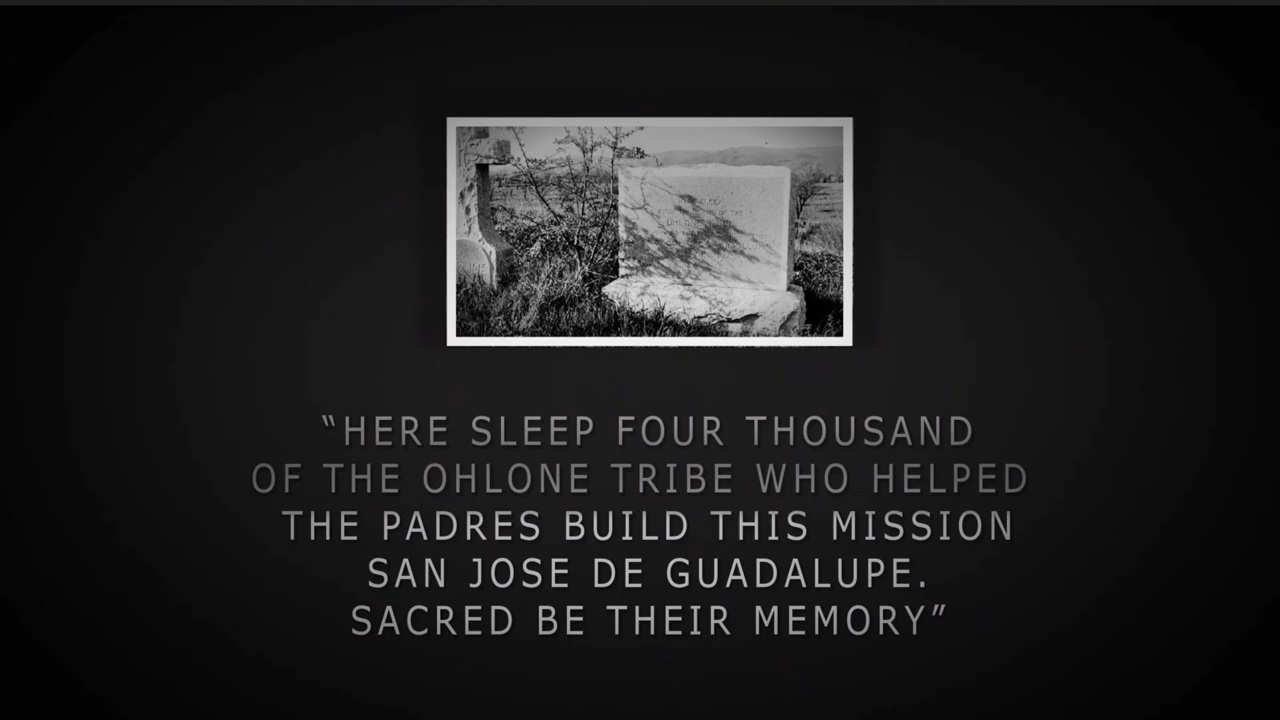 OHLONE
“HERE SLEEP FOUR THOUSAND
OF THE OHLONE TRIBE WHO HELPED
THE PADRES BUILD THIS MISSION
SAN JOSE DE GUADALUPE.
SACRED BE THEIR MEMORY”